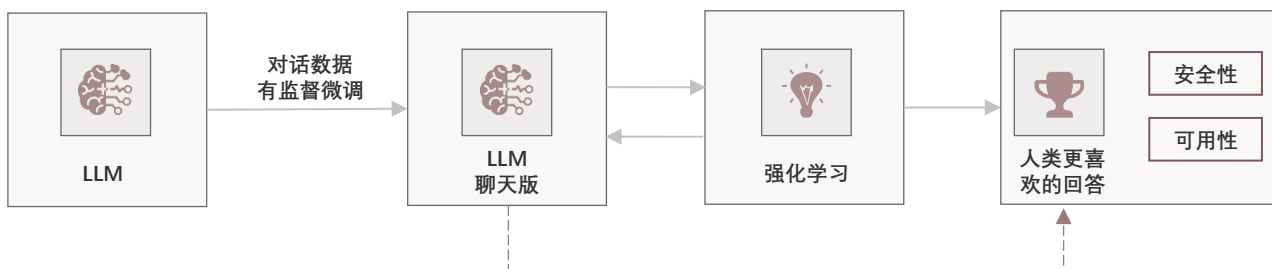 LLM
对话数据
有监督微调
LLM
聊天版
强化学习
人类更喜
欢的回答
安全性
可用性